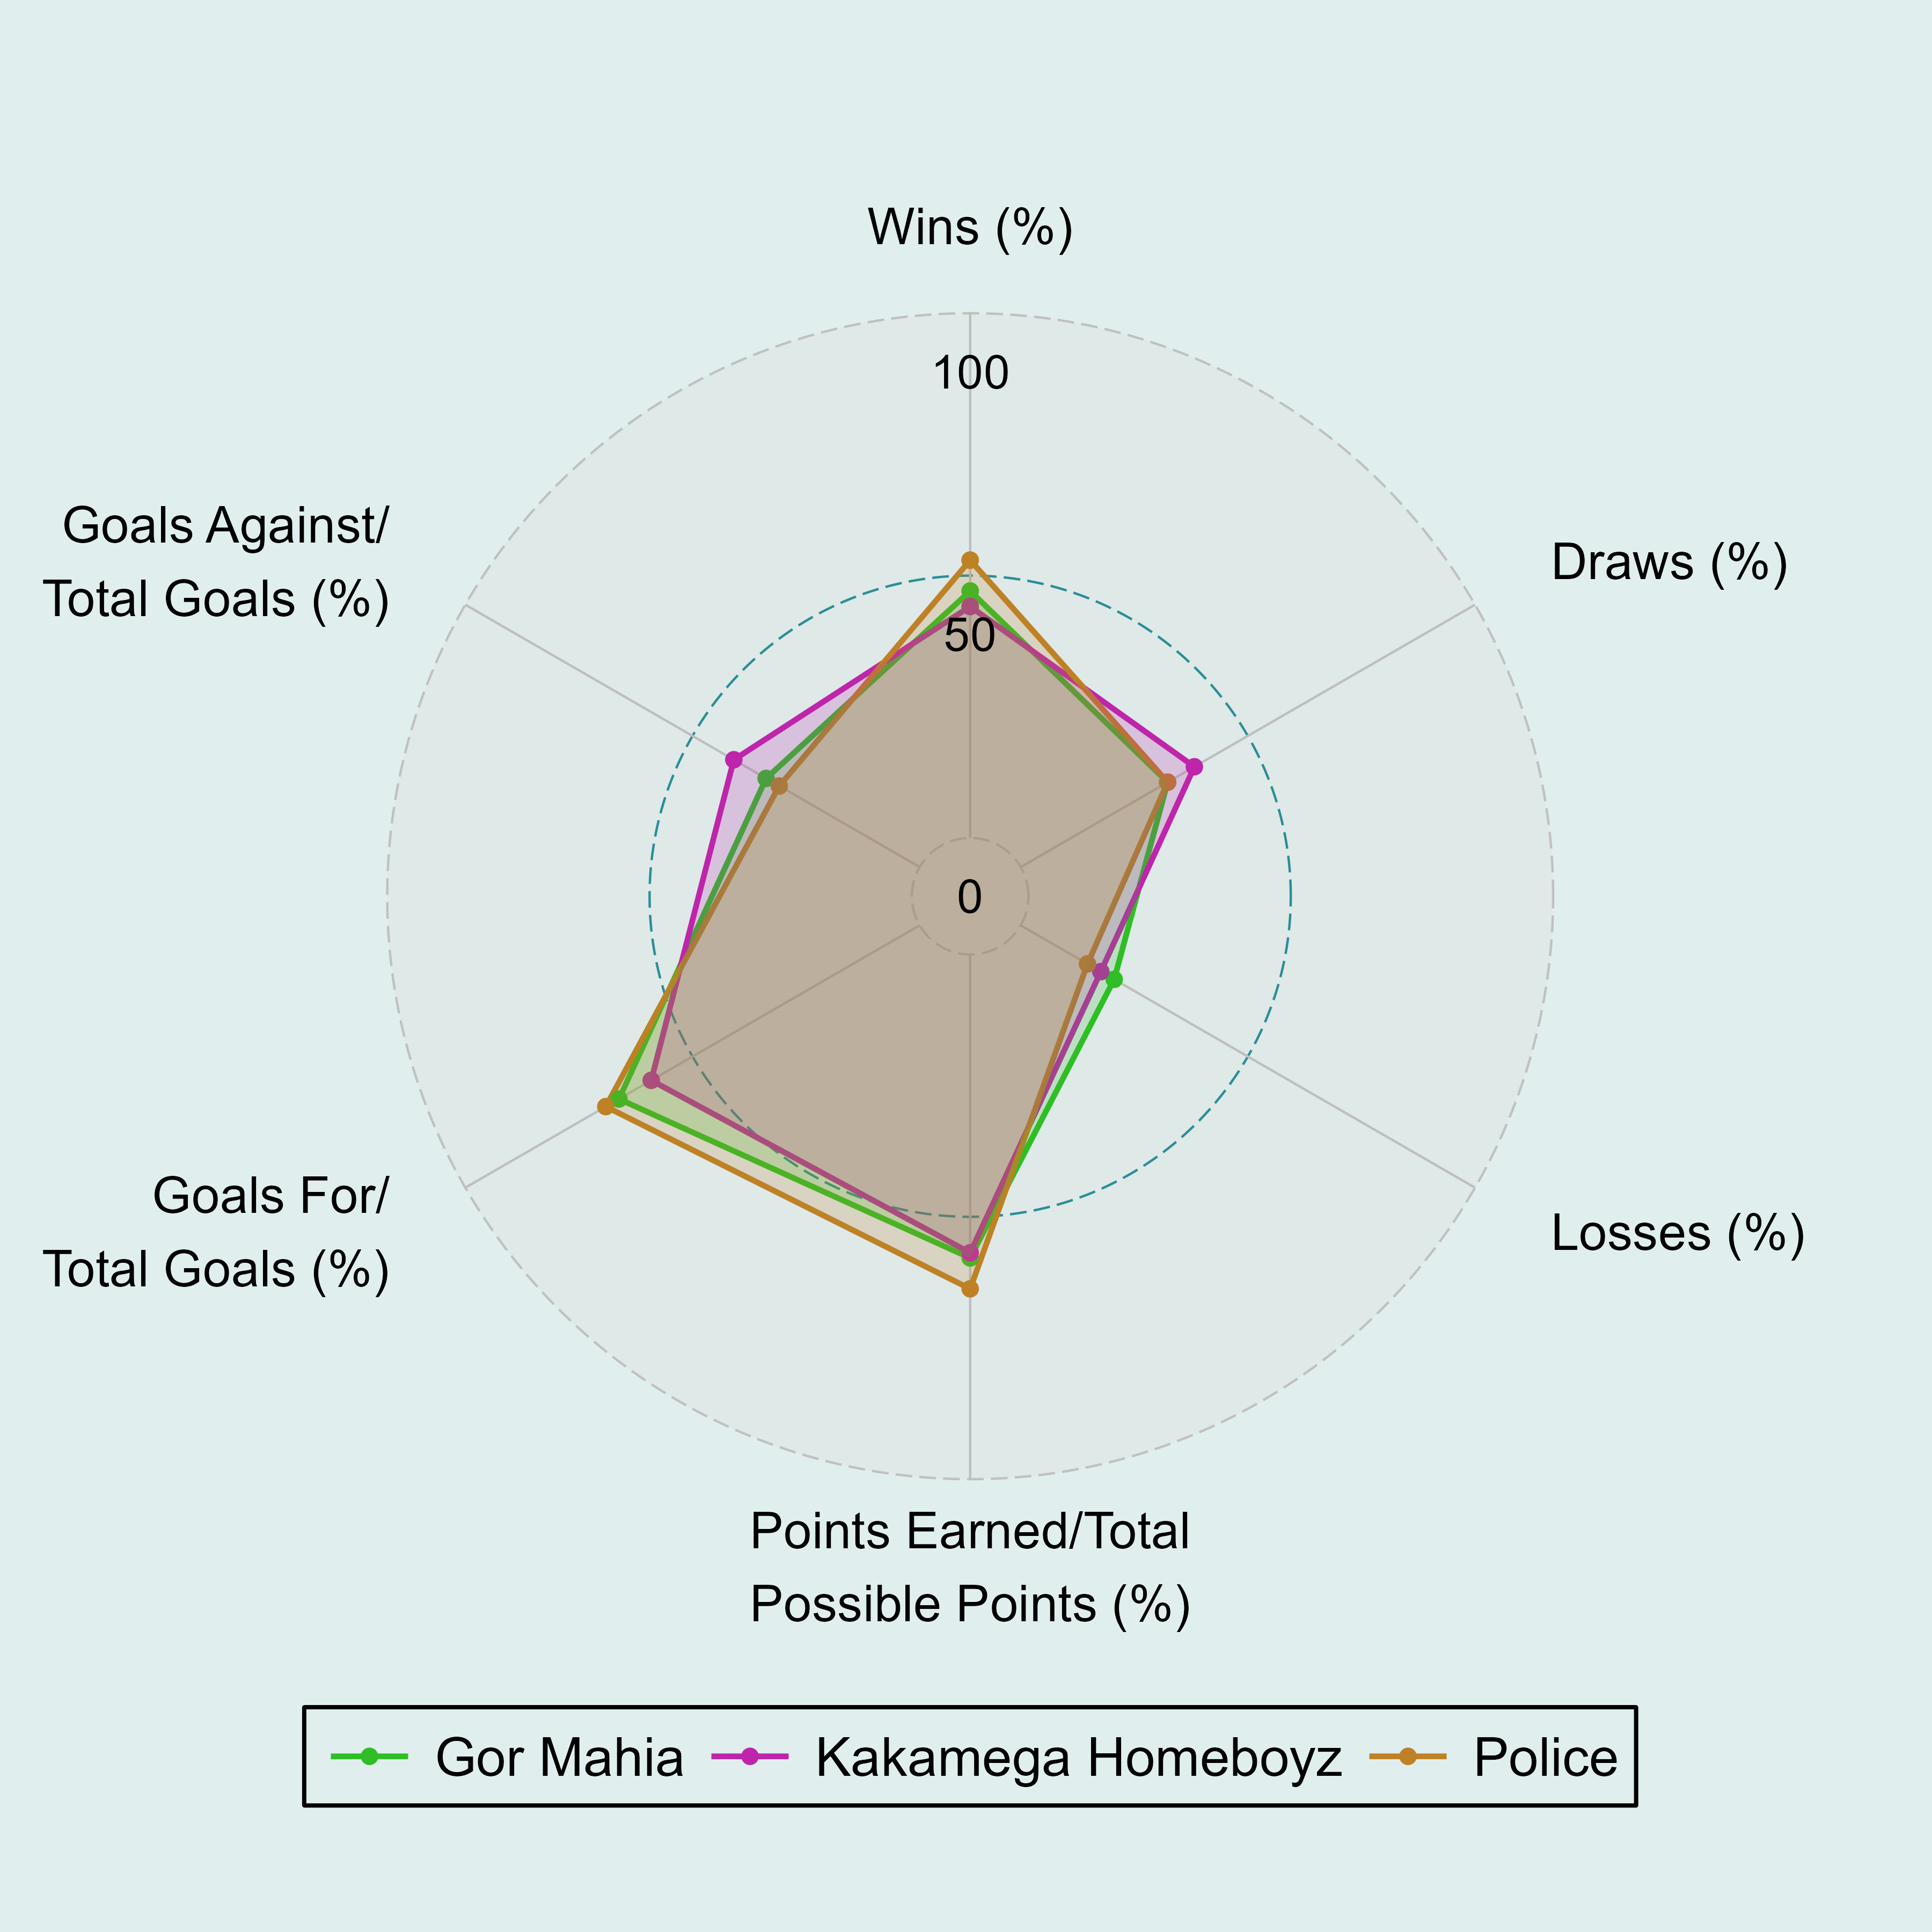 Wins (%)
100
Draws (%)
Goals Against/
Total Goals (%)
50
0
Losses (%)
Goals For/
Total Goals (%)
Points Earned/Total
Possible Points (%)
Gor Mahia
Kakamega Homeboyz
Police